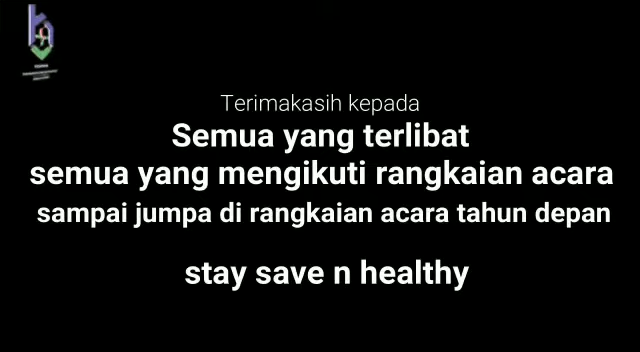 Terimakasih kepada
Semua yang terlibat
semua yang mengikuti rangkaian acara
sampai jumpa di rangkaian acara tahun depan
stay save n healthy